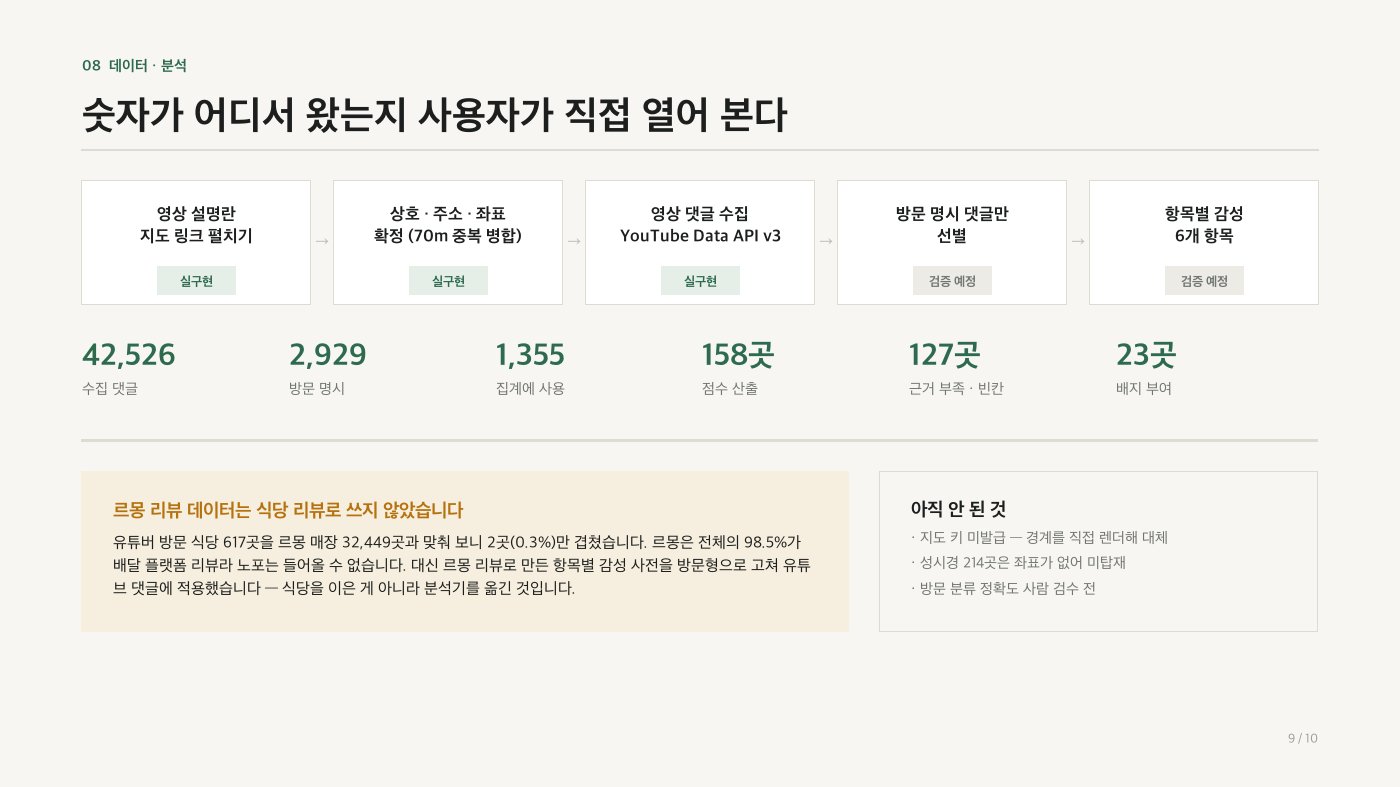 08 데이터 · 분석
숫자가 어디서 왔는지 사용자가 직접 열어 본다
영상 설명란
지도 링크 펼치기
실구현
→
상호 · 주소 · 좌표
확정 (70m 중복 병합)
실구현
→
영상 댓글 수집
YouTube Data API v3
실구현
→
방문 명시 댓글만
선별
검증 예정
→
항목별 감성
6개 항목
검증 예정
42,526
수집 댓글
2,929
방문 명시
1,355
집계에 사용
158곳
점수 산출
127곳
근거 부족 · 빈칸
23곳
배지 부여
르몽 리뷰 데이터는 식당 리뷰로 쓰지 않았습니다
유튜버 방문 식당 617곳을 르몽 매장 32,449곳과 맞춰 보니 2곳(0.3%)만 겹쳤습니다. 르몽은 전체의 98.5%가
배달 플랫폼 리뷰라 노포는 들어올 수 없습니다. 대신 르몽 리뷰로 만든 항목별 감성 사전을 방문형으로 고쳐 유튜
브 댓글에 적용했습니다 — 식당을 이은 게 아니라 분석기를 옮긴 것입니다.
아직 안 된 것
· 지도 키 미발급 — 경계를 직접 렌더해 대체
· 성시경 214곳은 좌표가 없어 미탑재
· 방문 분류 정확도 사람 검수 전
9 / 10